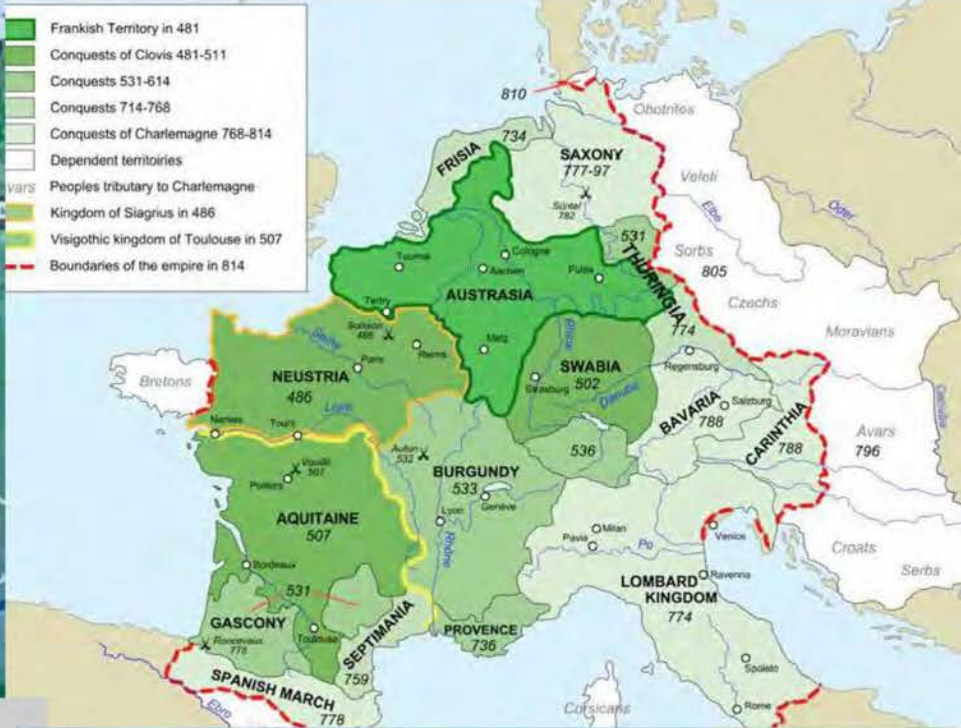 Frankish Territory in 481
Conquests of Clovis 481-511
Conquests 531-614
Conquests 714-768
Conquests of Charlemagne 768-814
Dependent territoiries
vars Peoples tributary to Charlemagne
Kingdom of Siagrius in 486
Visigothic kingdom of Toulouse in 507
Boundaries of the empire in 814
810
Obotrites
734
FRISIA
SAXONY
777-97
Süntel
782
Veleti
Elbe
Oder
531
Sorbs
805
THURINGIA
Czechs
Moravians
Tournai
Cologne
Aachen
Fulda
AUSTRASIA
Tertry
Metz
774
Soissons
486
Seine
Paris
Reims
NEUSTRIA
486
Bretons
Loire
Nantes
Tours
Rhine
SWABIA
502
Strasburg
Danube
Regensburg
BAVARIA
788
Salzburg
CARINTHIA
788
Avars
796
Danube
Autun
532
BURGUNDY
533
Genève
536
Lyon
Rhône
Vouillé
507
Poitiers
AQUITAINE
507
Bordeaux
531
GASCONY
Toulouse
Roncevaux
778
SEPTIMANIA
759
PROVENCE
736
SPANISH MARCH
778
Ebro
Milan
Pavia
Po
Venice
Ravenna
LOMBARD
KINGDOM
774
Spoleto
Rome
Corsicans
Croats
Serbs